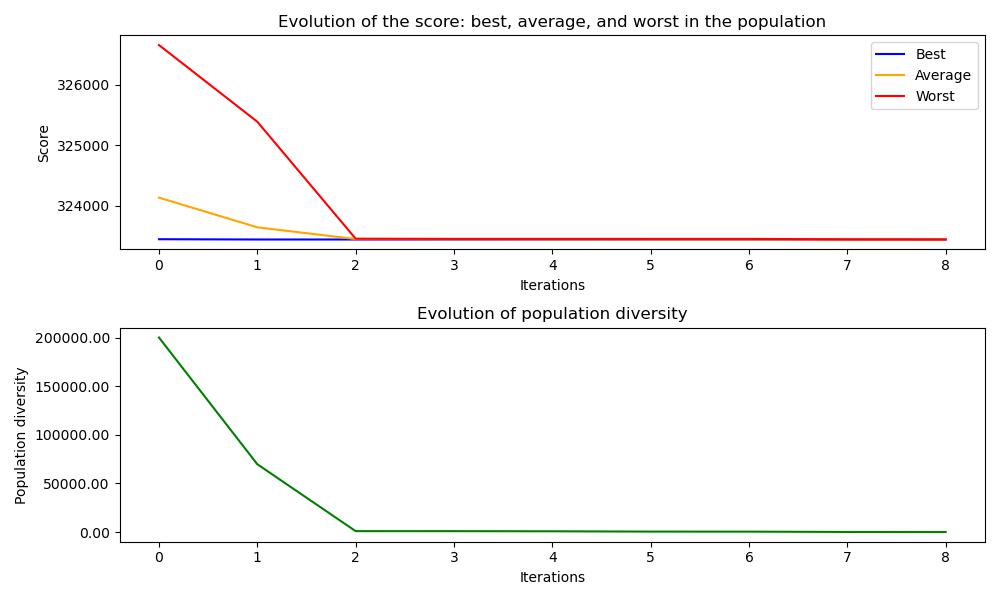 Evolution of the score: best, average, and worst in the population
Score
326000
325000
324000
Best
Average
Worst
0 1 2 3 4 5 6 7 8
Iterations
Evolution of population diversity
Population diversity
200000.00
150000.00
100000.00
50000.00
0.00
0 1 2 3 4 5 6 7 8
Iterations